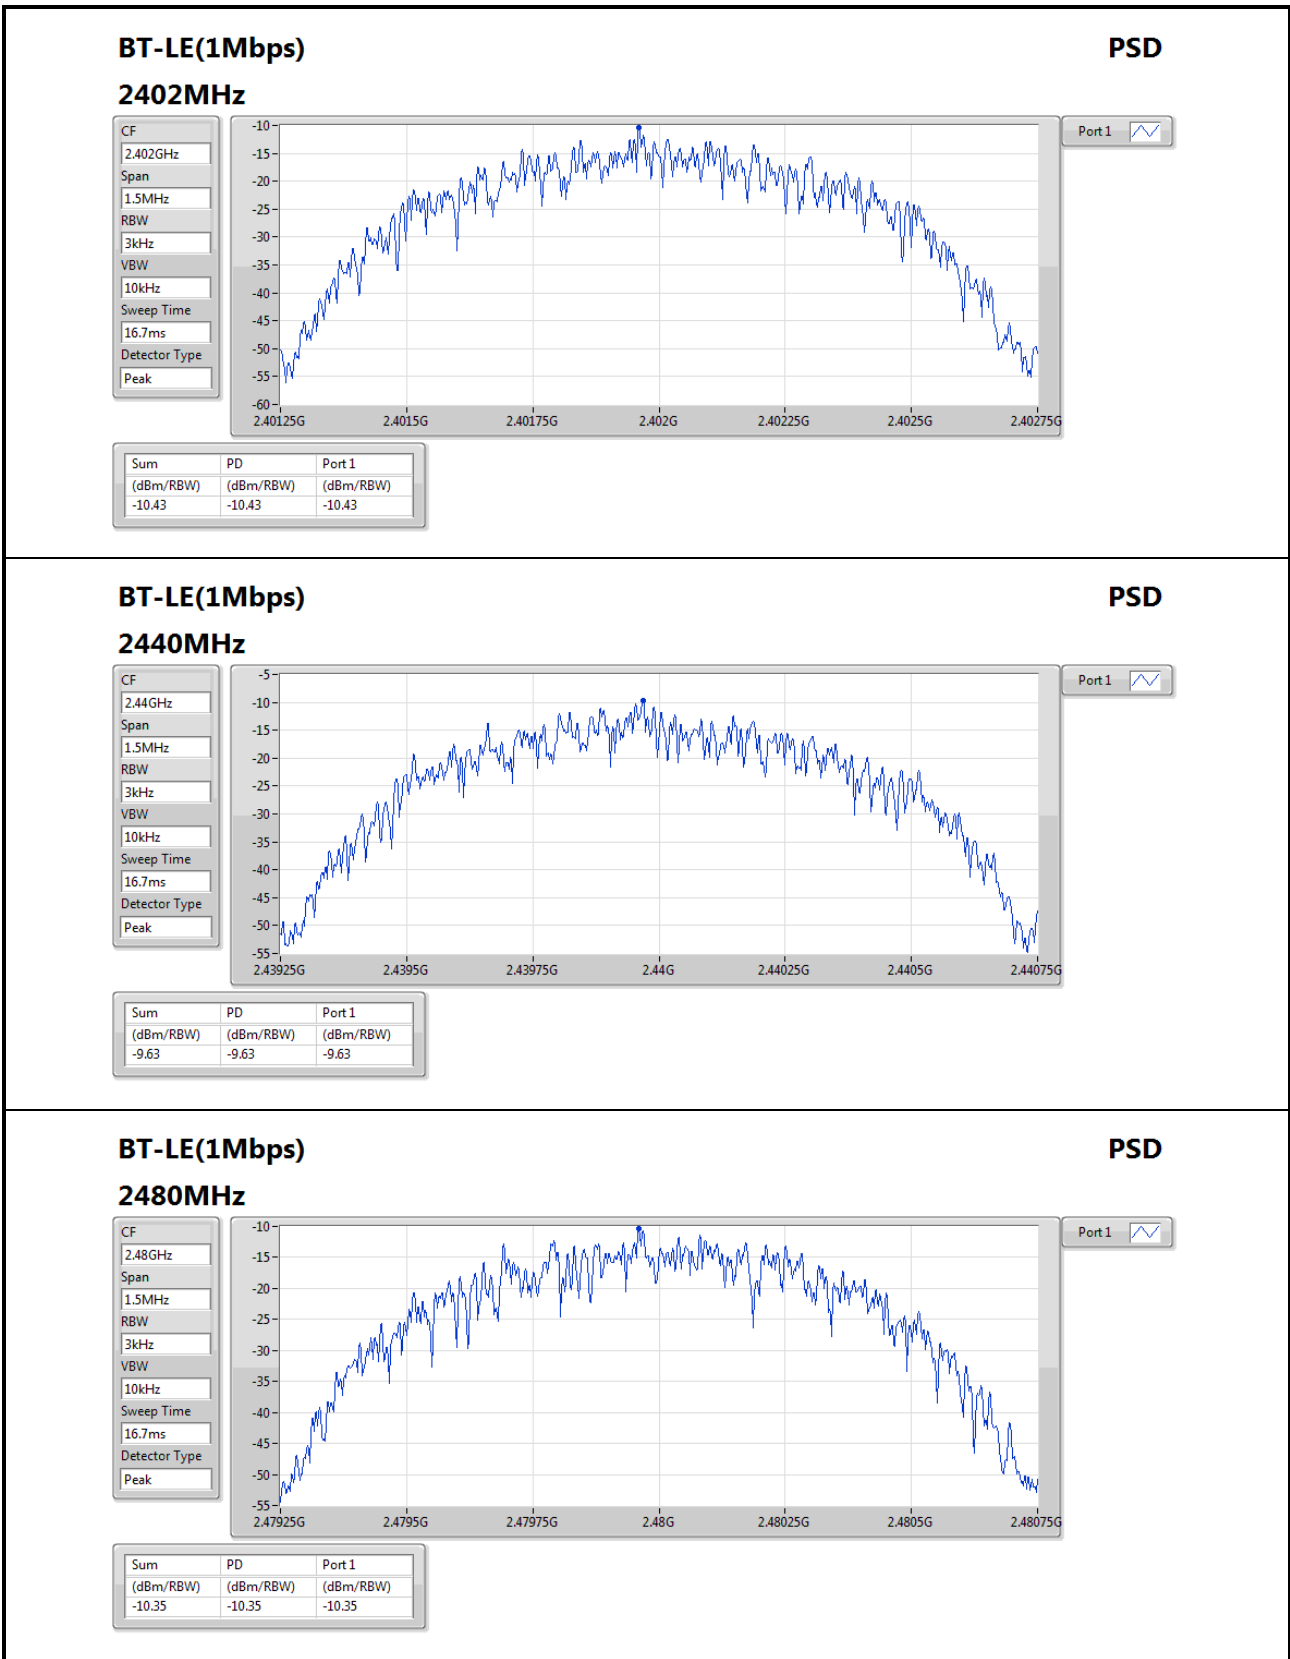 BT-LE(1Mbps) PSD
2402MHz
CF
2.402GHz
Span
1.5MHz
RBW
3kHz
VBW
10kHz
Sweep Time
16.7ms
Detector Type
Peak
-10
-15
-20
-25
-30
-35
-40
-45
-50
-55
-60
2.40125G 2.4015G 2.40175G 2.402G 2.40225G 2.4025G 2.40275G
Port 1
Sum PD Port 1
(dBm/RBW) (dBm/RBW) (dBm/RBW)
-10.43 -10.43 -10.43
BT-LE(1Mbps) PSD
2440MHz
CF
2.44GHz
Span
1.5MHz
RBW
3kHz
VBW
10kHz
Sweep Time
16.7ms
Detector Type
Peak
-5
-10
-15
-20
-25
-30
-35
-40
-45
-50
-55
2.43925G 2.4395G 2.43975G 2.44G 2.44025G 2.4405G 2.44075G
Port 1
Sum PD Port 1
(dBm/RBW) (dBm/RBW) (dBm/RBW)
-9.63 -9.63 -9.63
BT-LE(1Mbps) PSD
2480MHz
CF
2.48GHz
Span
1.5MHz
RBW
3kHz
VBW
10kHz
Sweep Time
16.7ms
Detector Type
Peak
-10
-15
-20
-25
-30
-35
-40
-45
-50
-55
2.47925G 2.4795G 2.47975G 2.48G 2.48025G 2.4805G 2.48075G
Port 1
Sum PD Port 1
(dBm/RBW) (dBm/RBW) (dBm/RBW)
-10.35 -10.35 -10.35